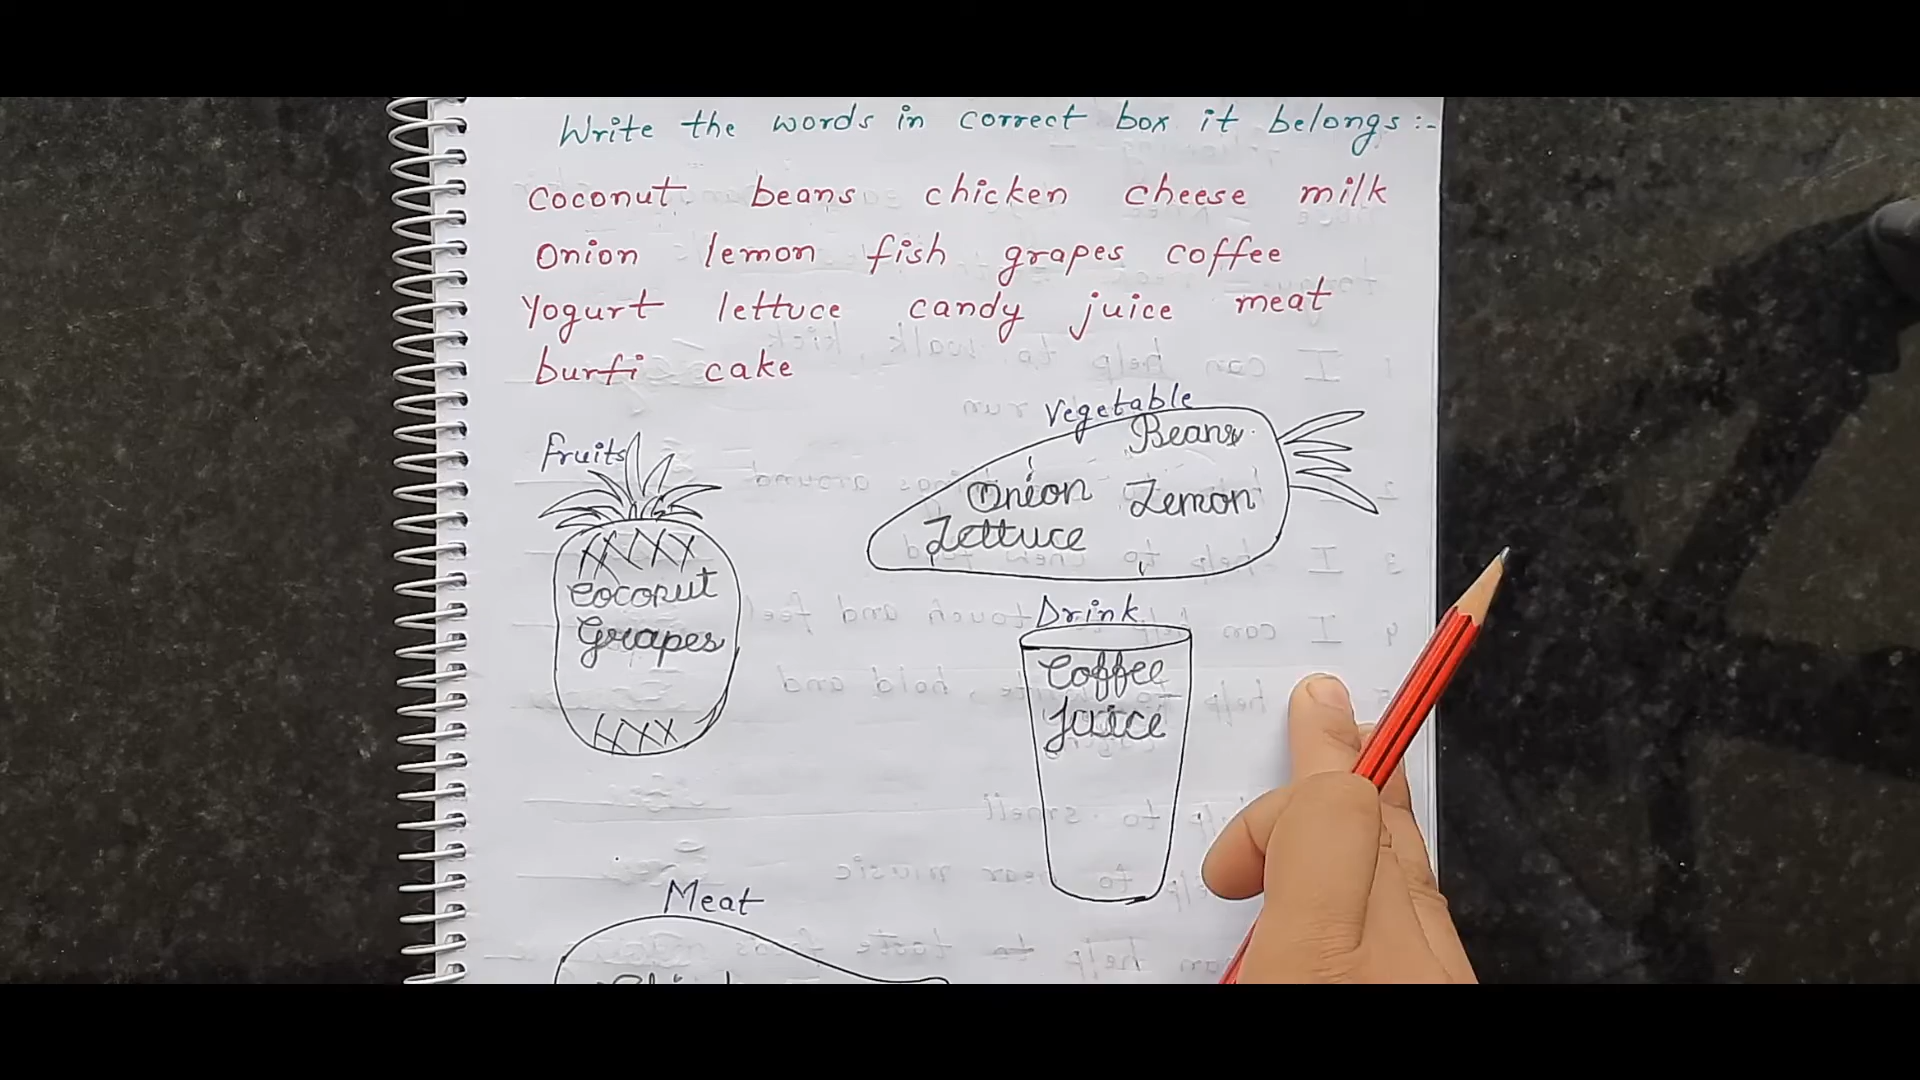 Write the words in correct box it belongs :-
coconut beans chicken cheese milk
Onion lemon fish grapes coffee
Yogurt lettuce candy juice meat
burfi cake
Vegetable
Beans
Onion Lemon
Lettuce
fruits
Coconut
Grapes
Drink
Coffee
Juice
Meat